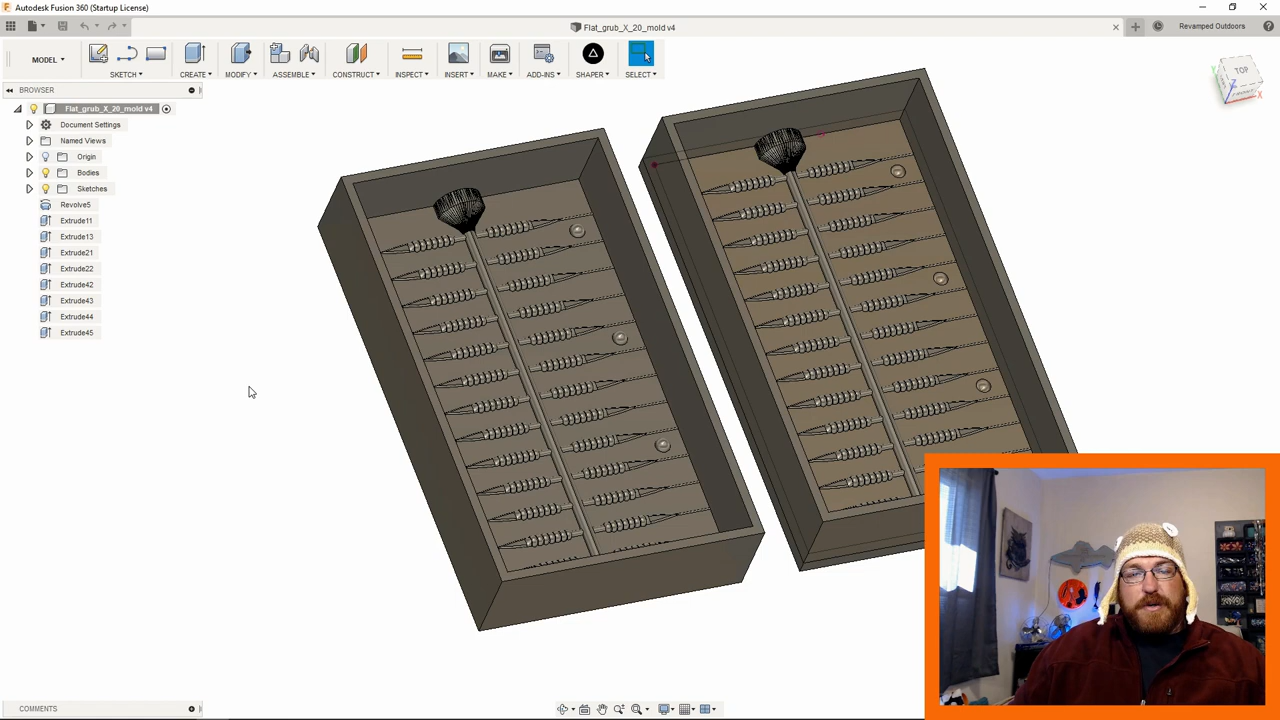 Autodesk Fusion 360 (Startup License)
Flat_grub_X_20_mold v4
Revamped Outdoors
MODEL
SKETCH
CREATE
MODIFY
ASSEMBLE
CONSTRUCT
INSPECT
INSERT
MAKE
ADD-INS
SHAPER
SELECT
BROWSER
Flat_grub_X_20_mold v4
Document Settings
Named Views
Origin
Bodies
Sketches
Revolve5
Extrude11
Extrude13
Extrude21
Extrude22
Extrude42
Extrude43
Extrude44
Extrude45
TOP
Y
Z
X
COMMENTS